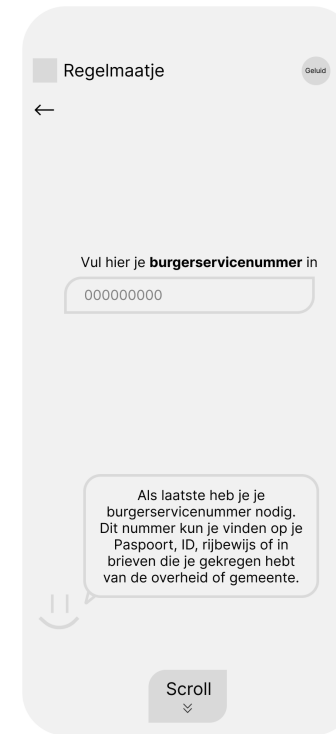 Regelmaatje
Geluid
Vul hier je burgerservicenummer in
000000000
Als laatste heb je je
burgerservicenummer nodig.
Dit nummer kun je vinden op je
Paspoort, ID, rijbewijs of in
brieven die je gekregen hebt
van de overheid of gemeente.
Scroll